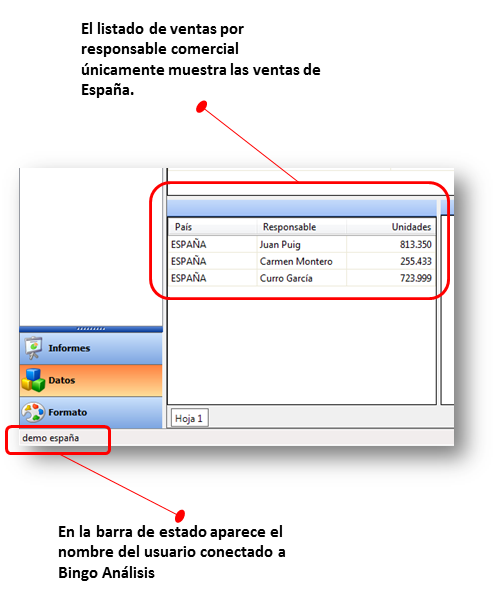 El listado de ventas por
responsable comercial
únicamente muestra las ventas de
España.
País Responsable Unidades
ESPAÑA Juan Puig 813.350
ESPAÑA Carmen Montero 255.433
ESPAÑA Curro García 723.999
Informes
Datos
Formato
Hoja 1
demo españa
En la barra de estado aparece el
nombre del usuario conectado a
Bingo Análisis